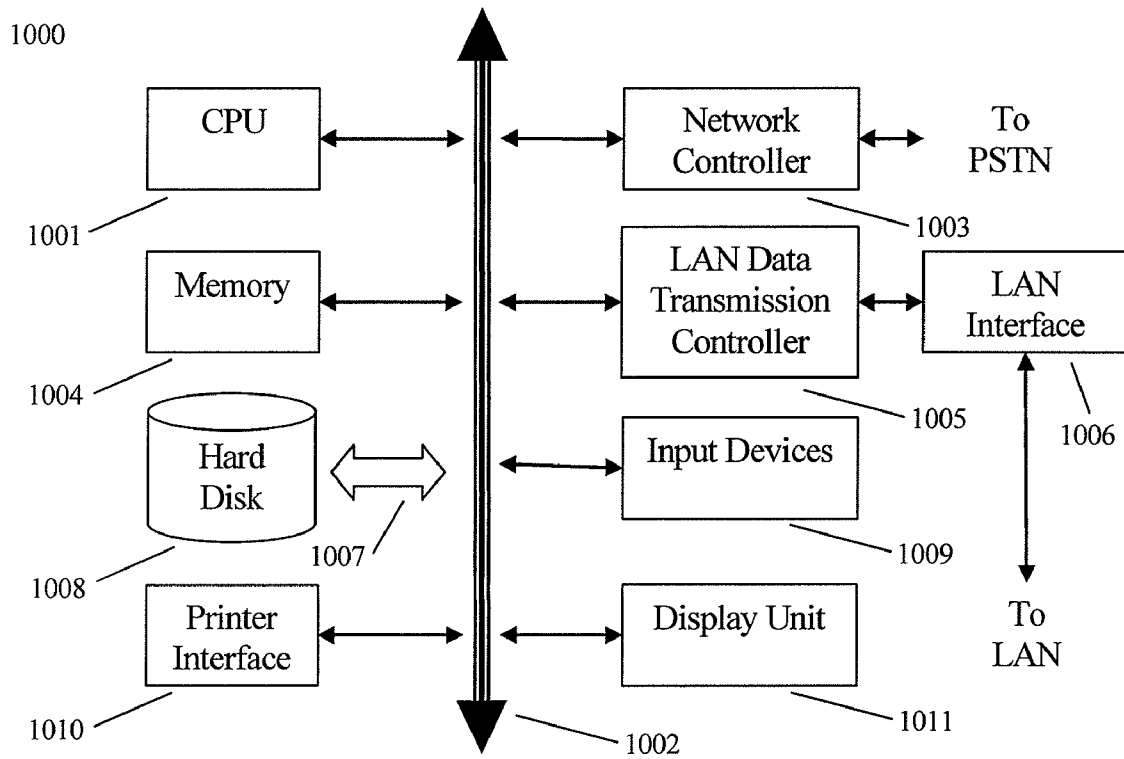 1000
CPU
Network
Controller
To
PSTN
1001
1003
Memory
LAN Data
Transmission
Controller
LAN
Interface
1004
1005
1006
Hard
Disk
Input Devices
1007
1008
1009
Printer
Interface
Display Unit
To
LAN
1010
1002
1011